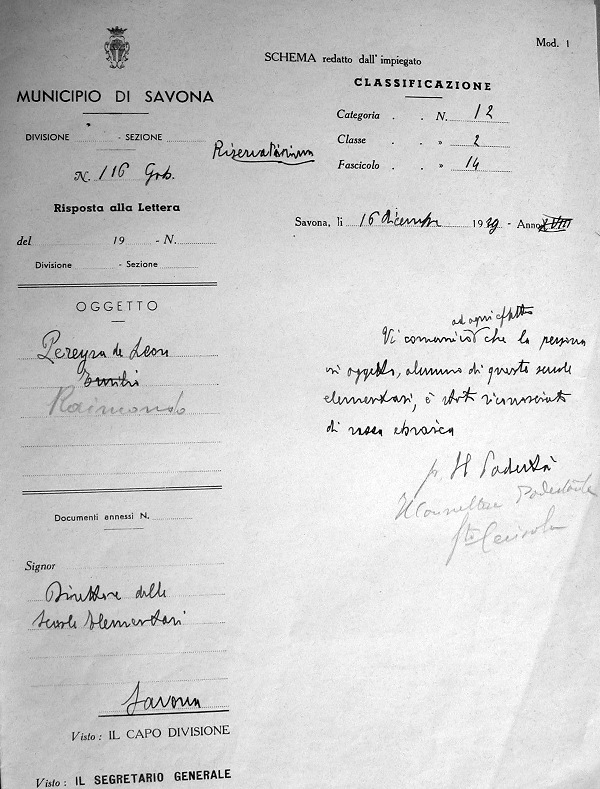 Mod. 1
SCHEMA redatto dall' impiegato
CLASSIFICAZIONE
Categoria . . N. 12
Classe . . » 2
Fascicolo . . » 14
MUNICIPIO DI SAVONA
DIVISIONE - SEZIONE
N. 116 Gab.
Riservatissima
Risposta alla Lettera
del 19 - N.
Divisione - Sezione
Savona, li 16 dicembre 1939 - Anno XVIII
OGGETTO
Pereyra de Leon
Emilio
Raimondo
ad ogni effetto
Vi comunico che la persona
in oggetto, alunno di queste scuole
elementari, è stato riconosciuto
di razza ebraica
p. Il Podestà
Documenti annessi N.
Signor
Direttore delle
Scuole Elementari
Savona
Visto: IL CAPO DIVISIONE
Visto: IL SEGRETARIO GENERALE